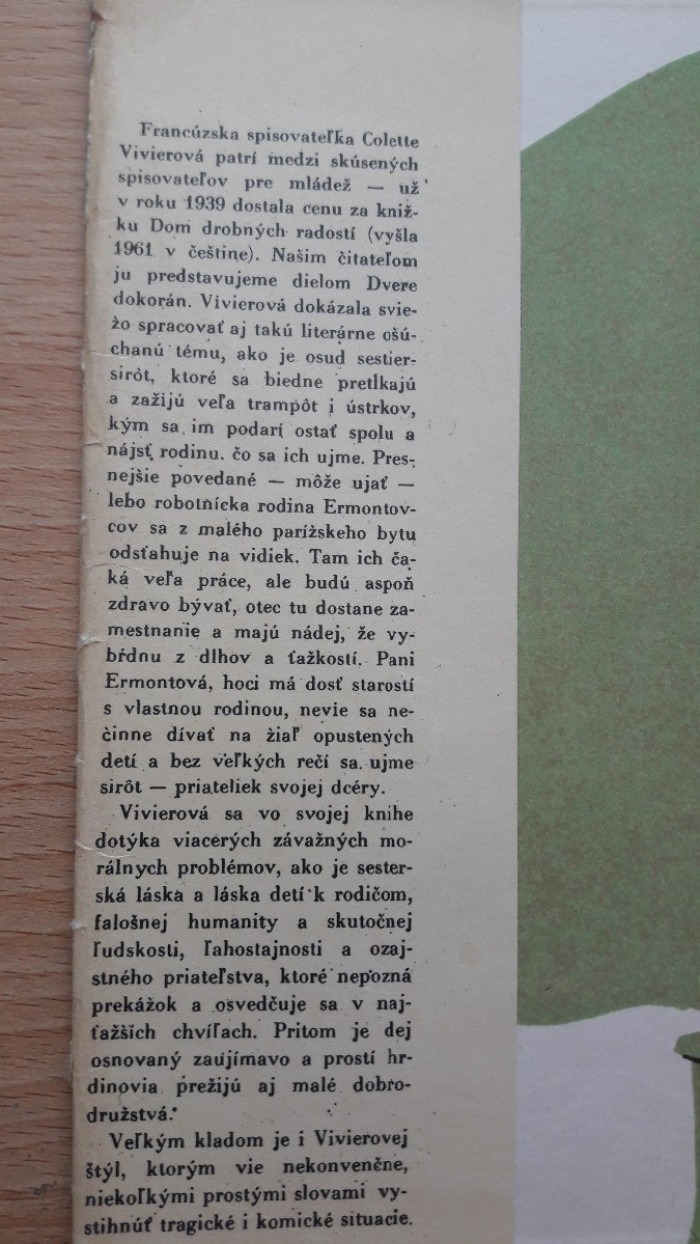 Francúzska spisovateľka Colette
Vivierová patrí medzi skúsených
spisovateľov pre mládež — už
v roku 1939 dostala cenu za kniž-
ku Dom drobných radostí (vyšla
1961 v češtine). Našim čitateľom
ju predstavujeme dielom Dvere
dokorán. Vivierová dokázala svie-
žo spracovať aj takú literárne ošú-
chanú tému, ako je osud sestier-
sirôt, ktoré sa biedne pretĺkajú
a zažijú veľa trampôt i ústrkov,
kým sa im podarí ostať spolu a
nájsť rodinu. čo sa ich ujme. Pres-
nejšie povedané — môže ujať —
lebo robotnícka rodina Ermontov-
cov sa z malého parížskeho bytu
odsťahuje na vidiek. Tam ich ča-
ká veľa práce, ale budú aspoň
zdravo bývať, otec tu dostane za-
mestnanie a majú nádej, že vy-
bŕdnu z dlhov a ťažkostí. Pani
Ermontová, hoci má dosť starostí
s vlastnou rodinou, nevie sa ne-
činne dívať na žiaľ opustených
detí a bez veľkých rečí sa ujme
sirôt — priateliek svojej dcéry.
Vivierová sa vo svojej knihe
dotýka viacerých závažných mo-
rálnych problémov, ako je sester-
ská láska a láska detí k rodičom,
falošnej humanity a skutočnej
ľudskosti, ľahostajnosti a ozaj-
stného priateľstva, ktoré nepozná
prekážok a osvedčuje sa v naj-
ťažších chvíľach. Pritom je dej
osnovaný zaujímavo a prostí hr-
dinovia prežijú aj malé dobro-
družstvá.
Veľkým kladom je i Vivierovej
štýl, ktorým vie nekonvenčne,
niekoľkými prostými slovami vy-
stihnúť tragické i komické situacie.